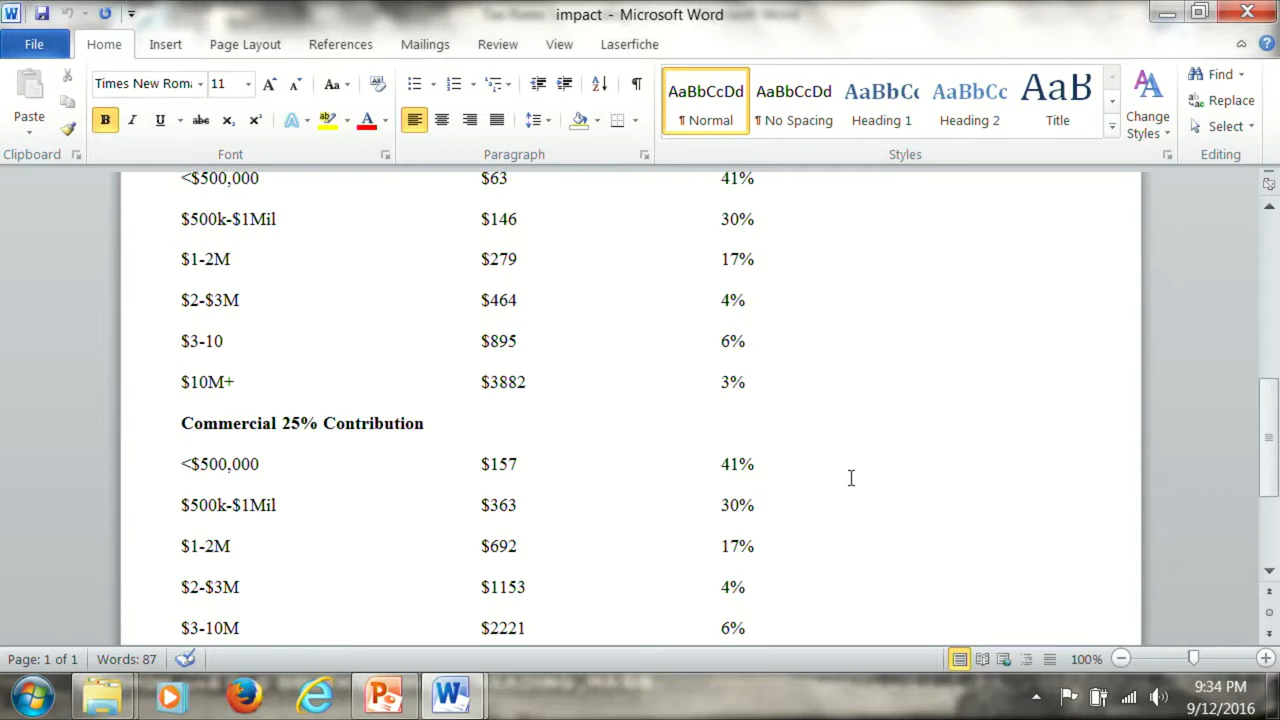 impact - Microsoft Word
File Home Insert Page Layout References Mailings Review View Laserfiche
Paste
Times New Roma 11
Aa
B I U abc X₂ X² A A
AaBbCcDd AaBbCcDd AaBbCc AaBbCc AaB
¶ Normal ¶ No Spacing Heading 1 Heading 2 Title
Change
Styles
Find
Replace
Select
Clipboard Font Paragraph Styles Editing
<$500,000 $63 41%
$500k-$1Mil $146 30%
$1-2M $279 17%
$2-$3M $464 4%
$3-10 $895 6%
$10M+ $3882 3%
Commercial 25% Contribution
<$500,000 $157 41%
$500k-$1Mil $363 30%
$1-2M $692 17%
$2-$3M $1153 4%
$3-10M $2221 6%
Page: 1 of 1 Words: 87 100%
9:34 PM
9/12/2016